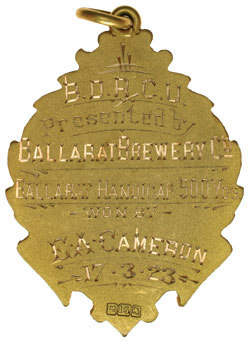 B.D.R.C.U.
Presented by
BALLARAT BREWERY Co
BALLARAT HANDICAP 500 Yds
WON BY
E.A. CAMERON
17-3-23